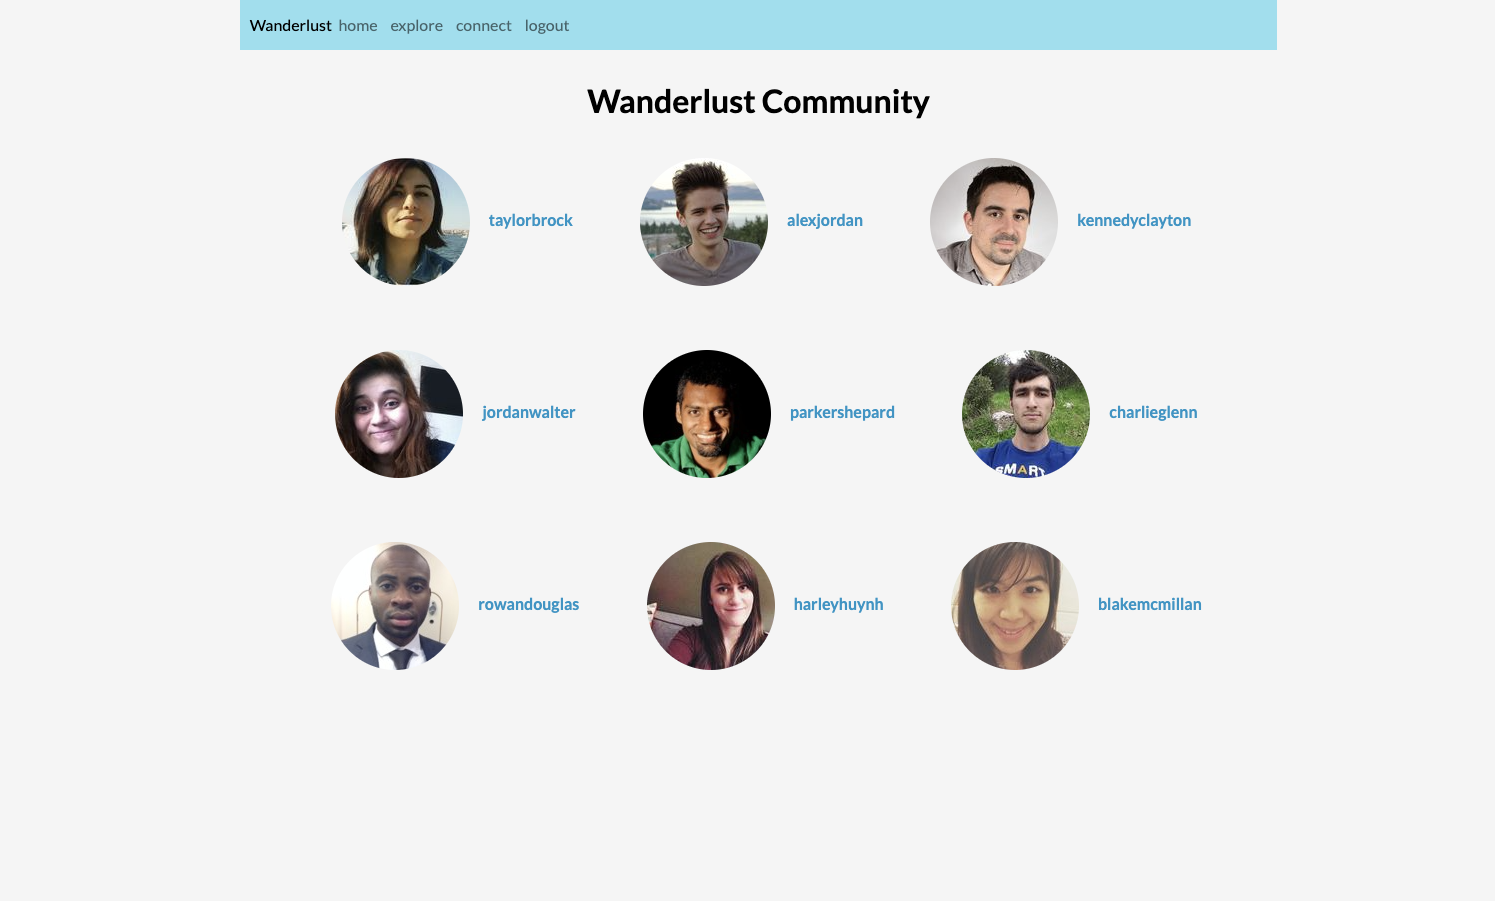 Wanderlust home explore connect logout
Wanderlust Community
taylorbrock alexjordan kennedyclayton
jordanwalter parkershepard charlieglenn
SMART
rowandouglas harleyhuynh blakemcmillan